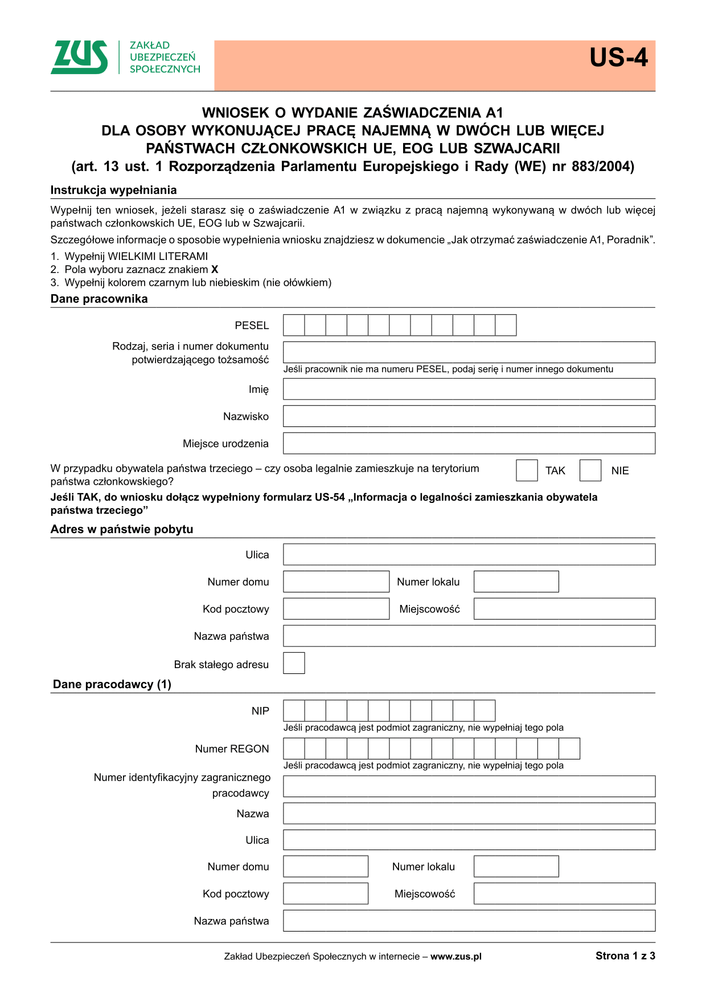 ZUS
ZAKŁAD
UBEZPIECZEŃ
SPOŁECZNYCH
US-4
WNIOSEK O WYDANIE ZAŚWIADCZENIA A1
DLA OSOBY WYKONUJĄCEJ PRACĘ NAJEMNĄ W DWÓCH LUB WIĘCEJ
PAŃSTWACH CZŁONKOWSKICH UE, EOG LUB SZWAJCARII
(art. 13 ust. 1 Rozporządzenia Parlamentu Europejskiego i Rady (WE) nr 883/2004)
Instrukcja wypełniania
Wypełnij ten wniosek, jeżeli starasz się o zaświadczenie A1 w związku z pracą najemną wykonywaną w dwóch lub więcej
państwach członkowskich UE, EOG lub w Szwajcarii.
Szczegółowe informacje o sposobie wypełnienia wniosku znajdziesz w dokumencie „Jak otrzymać zaświadczenie A1, Poradnik”.
1. Wypełnij WIELKIMI LITERAMI
2. Pola wyboru zaznacz znakiem X
3. Wypełnij kolorem czarnym lub niebieskim (nie ołówkiem)
Dane pracownika
PESEL
Rodzaj, seria i numer dokumentu
potwierdzającego tożsamość
Jeśli pracownik nie ma numeru PESEL, podaj serię i numer innego dokumentu
Imię
Nazwisko
Miejsce urodzenia
W przypadku obywatela państwa trzeciego – czy osoba legalnie zamieszkuje na terytorium
państwa członkowskiego?
TAK NIE
Jeśli TAK, do wniosku dołącz wypełniony formularz US-54 „Informacja o legalności zamieszkania obywatela
państwa trzeciego”
Adres w państwie pobytu
Ulica
Numer domu Numer lokalu
Kod pocztowy Miejscowość
Nazwa państwa
Brak stałego adresu
Dane pracodawcy (1)
NIP
Jeśli pracodawcą jest podmiot zagraniczny, nie wypełniaj tego pola
Numer REGON
Jeśli pracodawcą jest podmiot zagraniczny, nie wypełniaj tego pola
Numer identyfikacyjny zagranicznego
pracodawcy
Nazwa
Ulica
Numer domu Numer lokalu
Kod pocztowy Miejscowość
Nazwa państwa
Zakład Ubezpieczeń Społecznych w internecie – www.zus.pl Strona 1 z 3